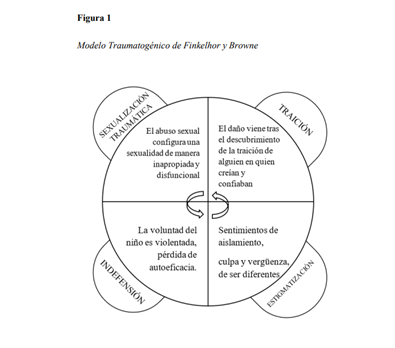 Figura 1
Modelo Traumatogénico de Finkelhor y Browne
SEXUALIZACIÓN
TRAUMÁTICA
El abuso sexual
configura una
sexualidad de manera
inapropiada y
disfuncional
TRAICIÓN
El daño viene tras
el descubrimiento
de la traición de
alguien en quien
creían y
confiaban
INDEFENSIÓN
La voluntad del
niño es violentada,
pérdida de
autoeficacia.
Sentimientos de
aislamiento,
culpa y vergüenza,
de ser diferentes
ESTIGMATIZACIÓN